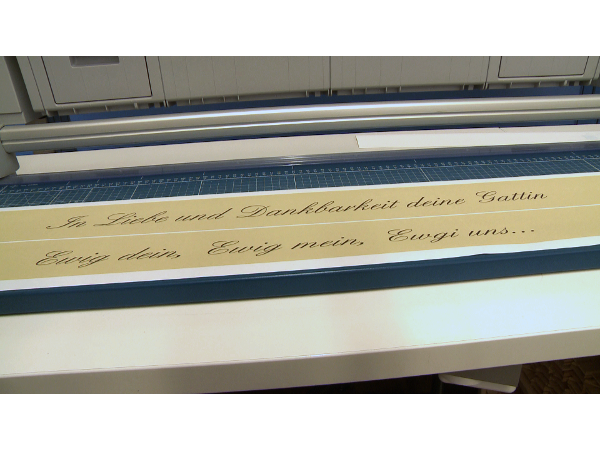 In Liebe und Dankbarkeit deine Gattin
Ewig dein, Ewig mein, Ewgi uns...